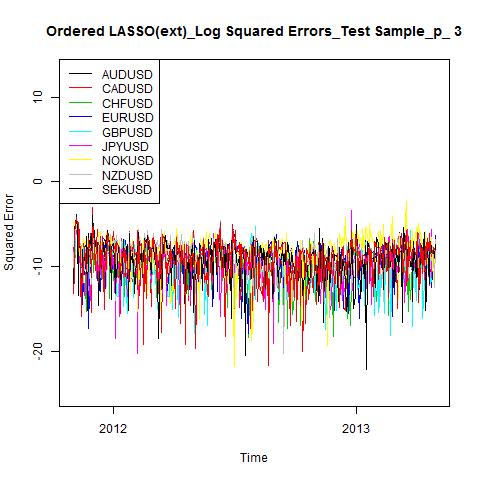 Ordered LASSO(ext)_Log Squared Errors_Test Sample_p_ 3
AUDUSD
CADUSD
CHFUSD
EURUSD
GBPUSD
JPYUSD
NOKUSD
NZDUSD
SEKUSD
Squared Error
10
0
-10
-20
2012
2013
Time